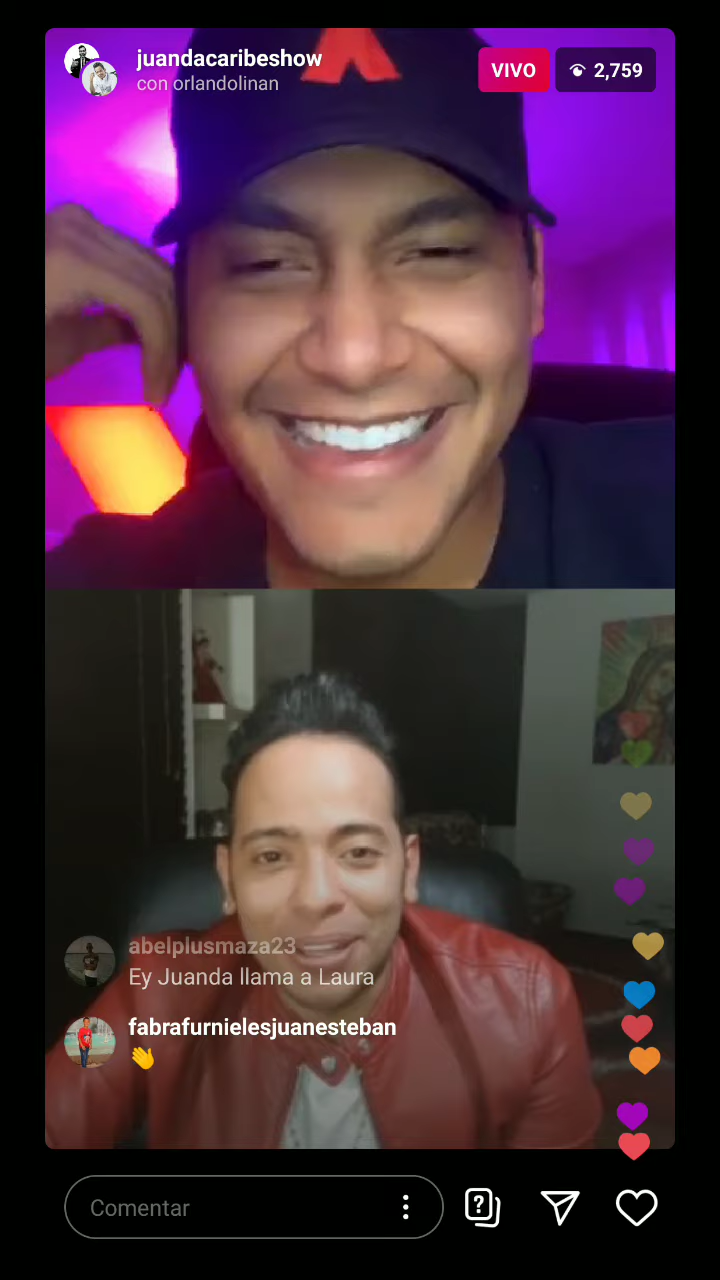 juandacaribeshow
con orlandolinan
VIVO
2,759
abelplusmaza23
Ey Juanda llama a Laura
fabrafurnielesjuanesteban
👋
Comentar
?